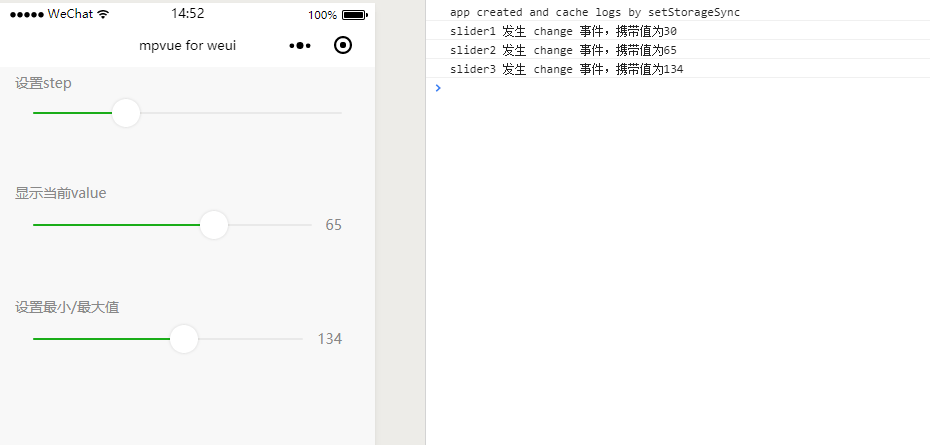 ●●●●● WeChat 14:52 100%
mpvue for weui
设置step
显示当前value
65
设置最小/最大值
134
app created and cache logs by setStorageSync
slider1 发生 change 事件，携带值为30
slider2 发生 change 事件，携带值为65
slider3 发生 change 事件，携带值为134
>